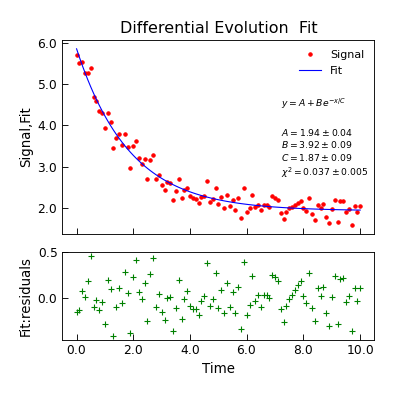 Differential Evolution  Fit
6.0
5.0
4.0
3.0
2.0
Signal,Fit
Signal
Fit
y = A + Be^{-x/C}
A = 1.94 ± 0.04
B = 3.92 ± 0.09
C = 1.87 ± 0.09
χ² = 0.037 ± 0.005
0.5
0.0
Fit:residuals
0.0 2.0 4.0 6.0 8.0 10.0
Time